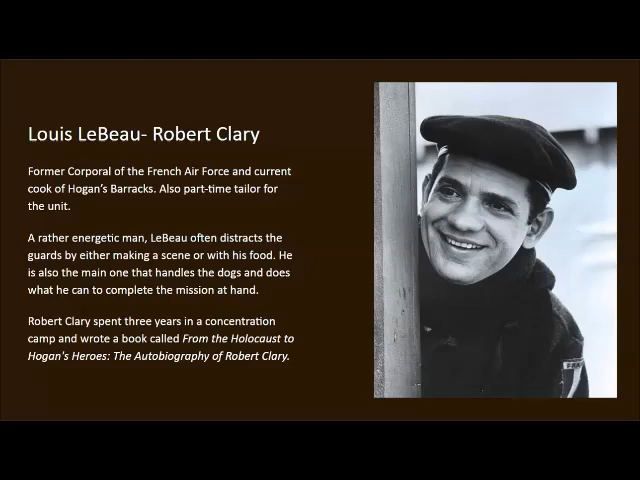 Louis LeBeau- Robert Clary
Former Corporal of the French Air Force and current
cook of Hogan's Barracks. Also part-time tailor for
the unit.
A rather energetic man, LeBeau often distracts the
guards by either making a scene or with his food. He
is also the main one that handles the dogs and does
what he can to complete the mission at hand.
Robert Clary spent three years in a concentration
camp and wrote a book called From the Holocaust to
Hogan's Heroes: The Autobiography of Robert Clary.